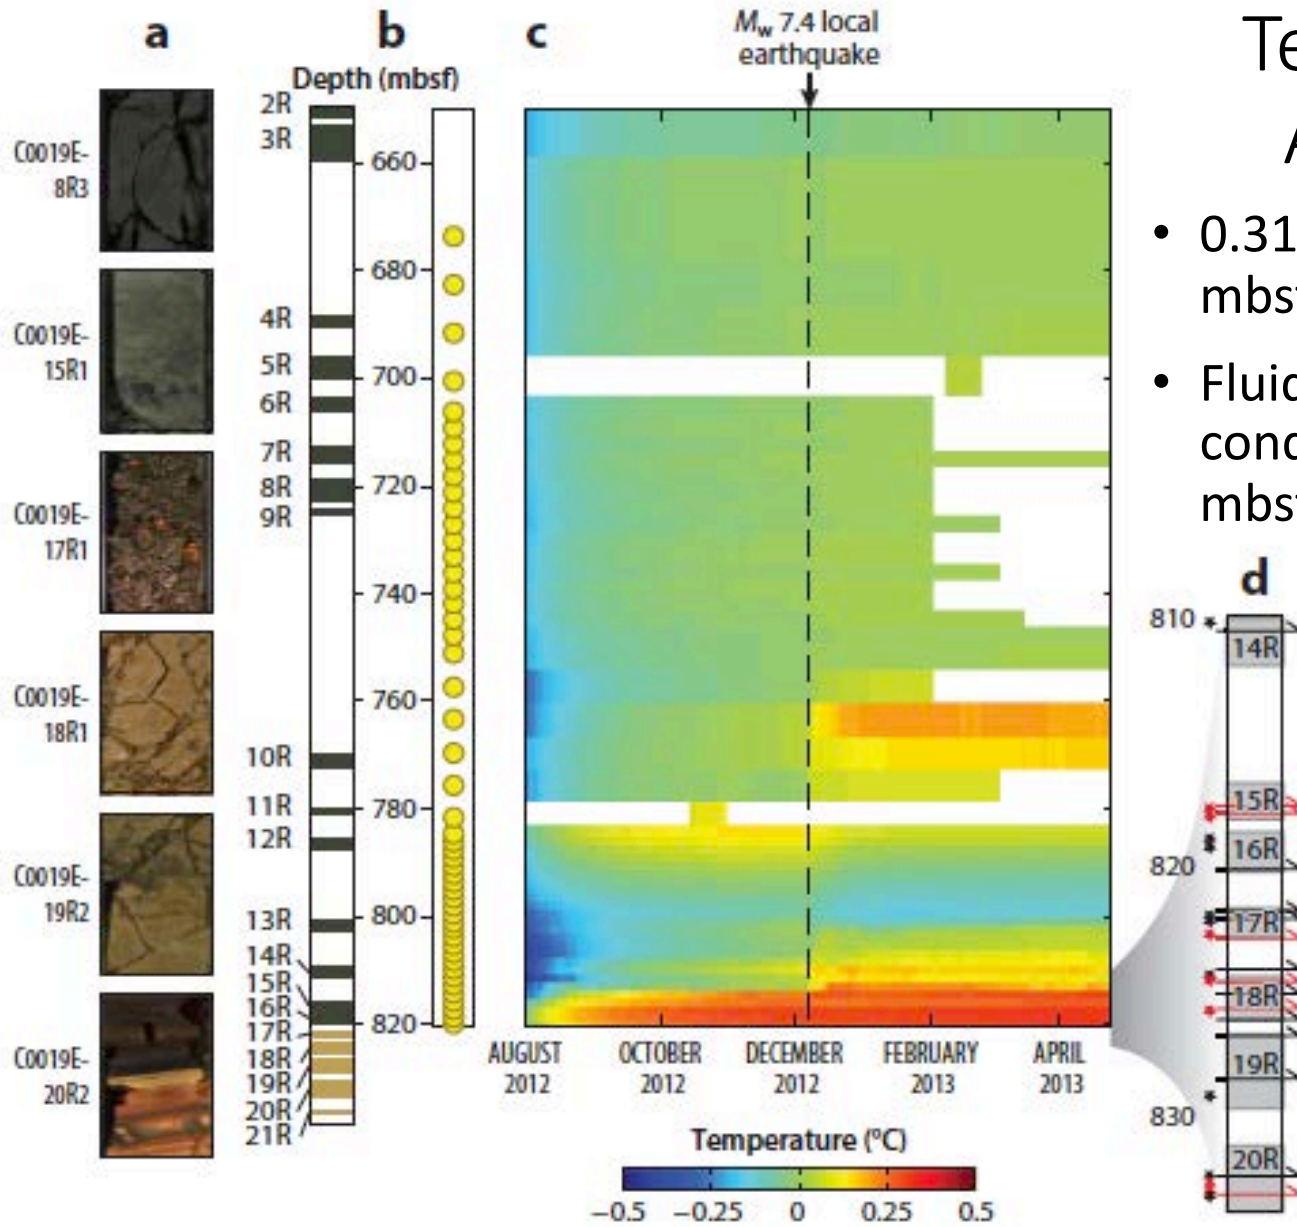 a
b
c
Mw 7.4 local
earthquake
Te
Depth (mbsf)
C0019E-
8R3
C0019E-
15R1
C0019E-
17R1
C0019E-
18R1
C0019E-
19R2
C0019E-
20R2
2R
3R
4R
5R
6R
7R
8R
9R
10R
11R
12R
13R
14R
15R
16R
17R
18R
19R
20R
21R
660
680
700
720
740
760
780
800
820
AUGUST
2012
OCTOBER
2012
DECEMBER
2012
FEBRUARY
2013
APRIL
2013
Temperature (°C)
−0.5 −0.25 0 0.25 0.5
• 0.31
• Fluid
d
810
820
830
14R
15R
16R
17R
18R
19R
20R